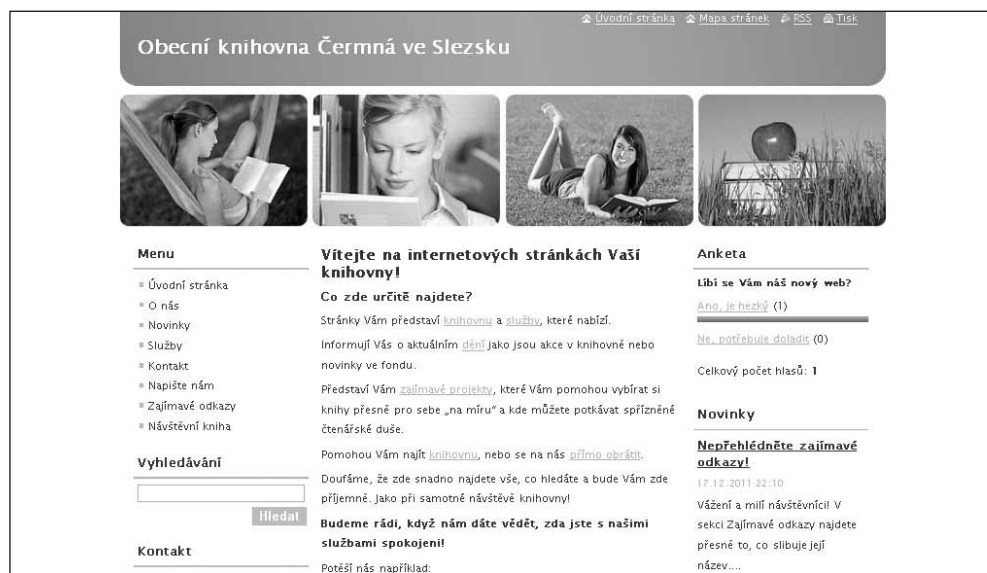 Úvodní stránka Mapa stránek RSS Tisk
Obecní knihovna Čermná ve Slezsku
Menu
Úvodní stránka
O nás
Novinky
Služby
Kontakt
Napište nám
Zajímavé odkazy
Návštěvní kniha
Vyhledávání
Hledat
Kontakt
Vítejte na internetových stránkách Vaší
knihovny!
Co zde určitě najdete?
Stránky Vám představí knihovnu a služby, které nabízí.
Informují Vás o aktuálním dění jako jsou akce v knihovně nebo
novinky ve fondu.
Představí Vám zajímavé projekty, které Vám pomohou vybírat si
knihy přesně pro sebe „na míru“ a kde můžete potkávat spřízněné
čtenářské duše.
Pomohou Vám najít knihovnu, nebo se na nás přímo obrátit.
Doufáme, že zde snadno najdete vše, co hledáte a bude Vám zde
příjemně. Jako při samotné návštěvě knihovny!
Budeme rádi, když nám dáte vědět, zda jste s našimi
službami spokojeni!
Potěší nás například:
Anketa
Líbí se Vám náš nový web?
Ano, je hezký (1)
Ne, potřebuje doladit (0)
Celkový počet hlasů: 1
Novinky
Nepřehlédněte zajímavé
odkazy!
17.12.2011 22:10
Vážení a milí návštěvníci! V
sekci Zajímavé odkazy najdete
přesně to, co slibuje její
název....